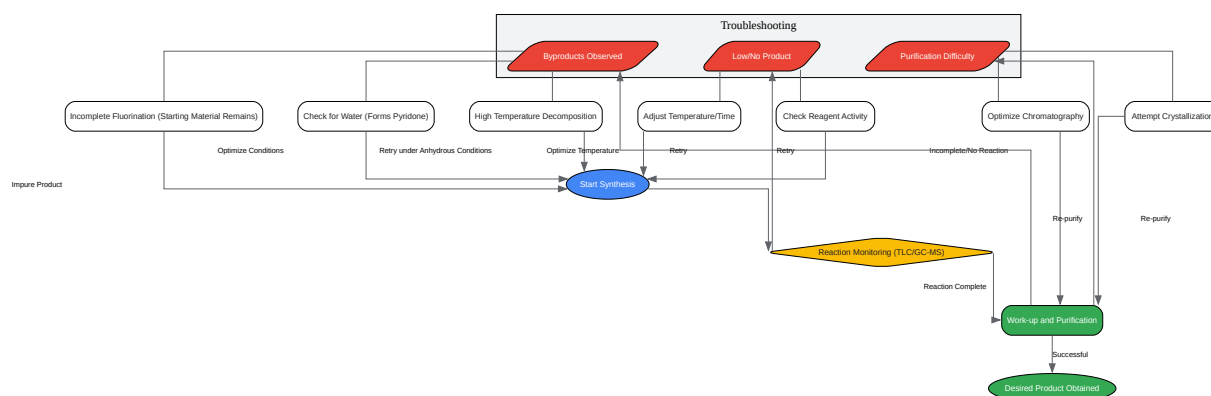 Troubleshooting
Byproducts Observed
Low/No Product
Purification Difficulty
Incomplete Fluorination (Starting Material Remains)
Check for Water (Forms Pyridone)
High Temperature Decomposition
Adjust Temperature/Time
Check Reagent Activity
Optimize Chromatography
Attempt Crystallization
Optimize Conditions
Retry under Anhydrous Conditions
Optimize Temperature
Retry
Retry
Incomplete/No Reaction
Impure Product
Start Synthesis
Re-purify
Re-purify
Reaction Monitoring (TLC/GC-MS)
Reaction Complete
Work-up and Purification
Successful
Desired Product Obtained